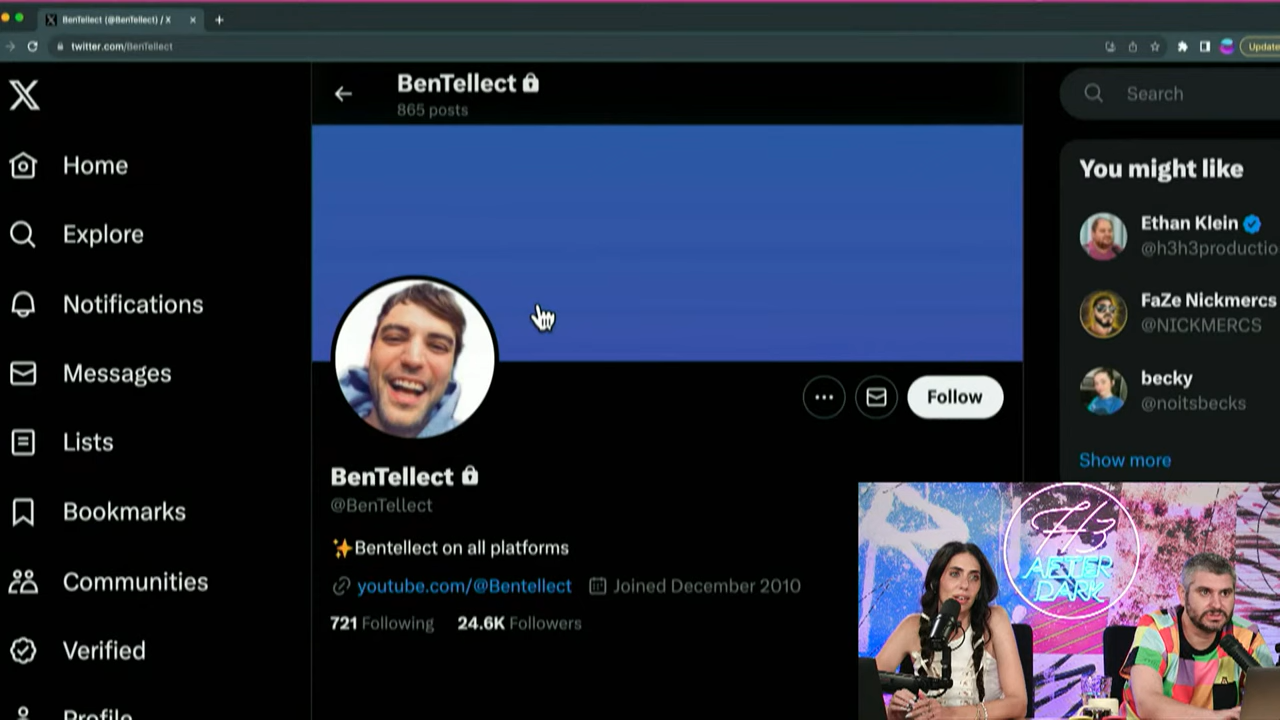 BenTellect (@BenTellect) / X
twitter.com/BenTellect
Update
BenTellect
865 posts
Search
Home
Explore
Notifications
Messages
Lists
Bookmarks
Communities
Verified
Profile
Follow
BenTellect
@BenTellect
✨Bentellect on all platforms
youtube.com/@Bentellect Joined December 2010
721 Following 24.6K Followers
You might like
Ethan Klein
@h3h3productio
FaZe Nickmercs
@NICKMERCS
becky
@noitsbecks
Show more
H3
AFTER
DARK